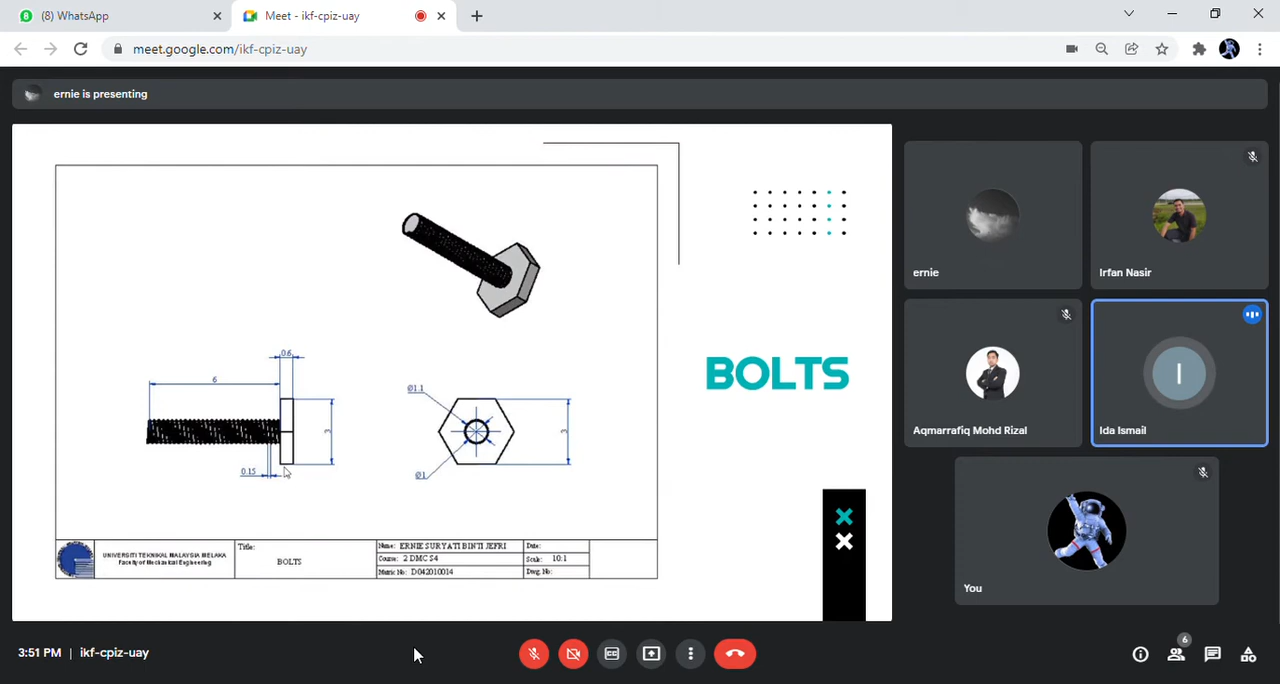 (8) WhatsApp
Meet - ikf-cpiz-uay
meet.google.com/ikf-cpiz-uay
ernie is presenting
0.6
6
3
0.15
Ø1.1
Ø1
3
BOLTS
UNIVERSITI TEKNIKAL MALAYSIA MELAKA
Faculty of Mechanical Engineering
Title:
BOLTS
Name: ERNIE SURYATI BINTI JEFRI
Course: 2 DMC S4
Matric No: D042010014
Date:
Scale: 10:1
Dwg. No:
ernie
Irfan Nasir
Aqmarrafiq Mohd Rizal
I
Ida Ismail
You
3:51 PM | ikf-cpiz-uay
6